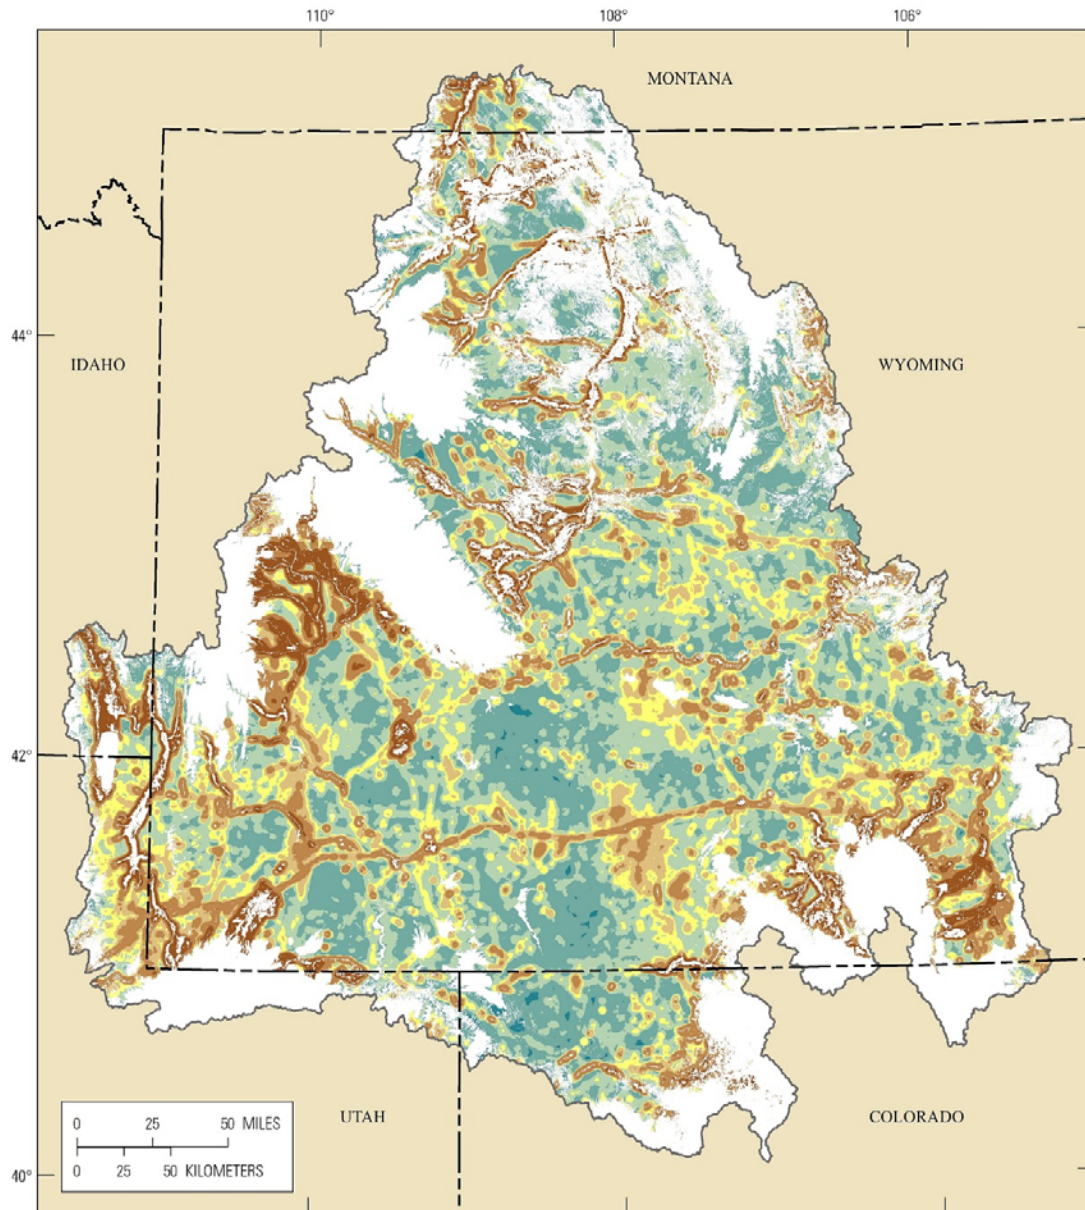 110° 108° 106°
MONTANA
44°
IDAHO WYOMING
42°
0 25 50 MILES
0 25 50 KILOMETERS
UTAH COLORADO
40°